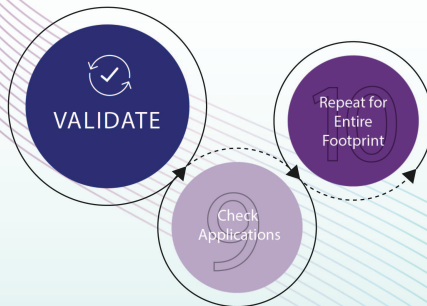 VALIDATE
9
Check
Applications
10
Repeat for
Entire
Footprint